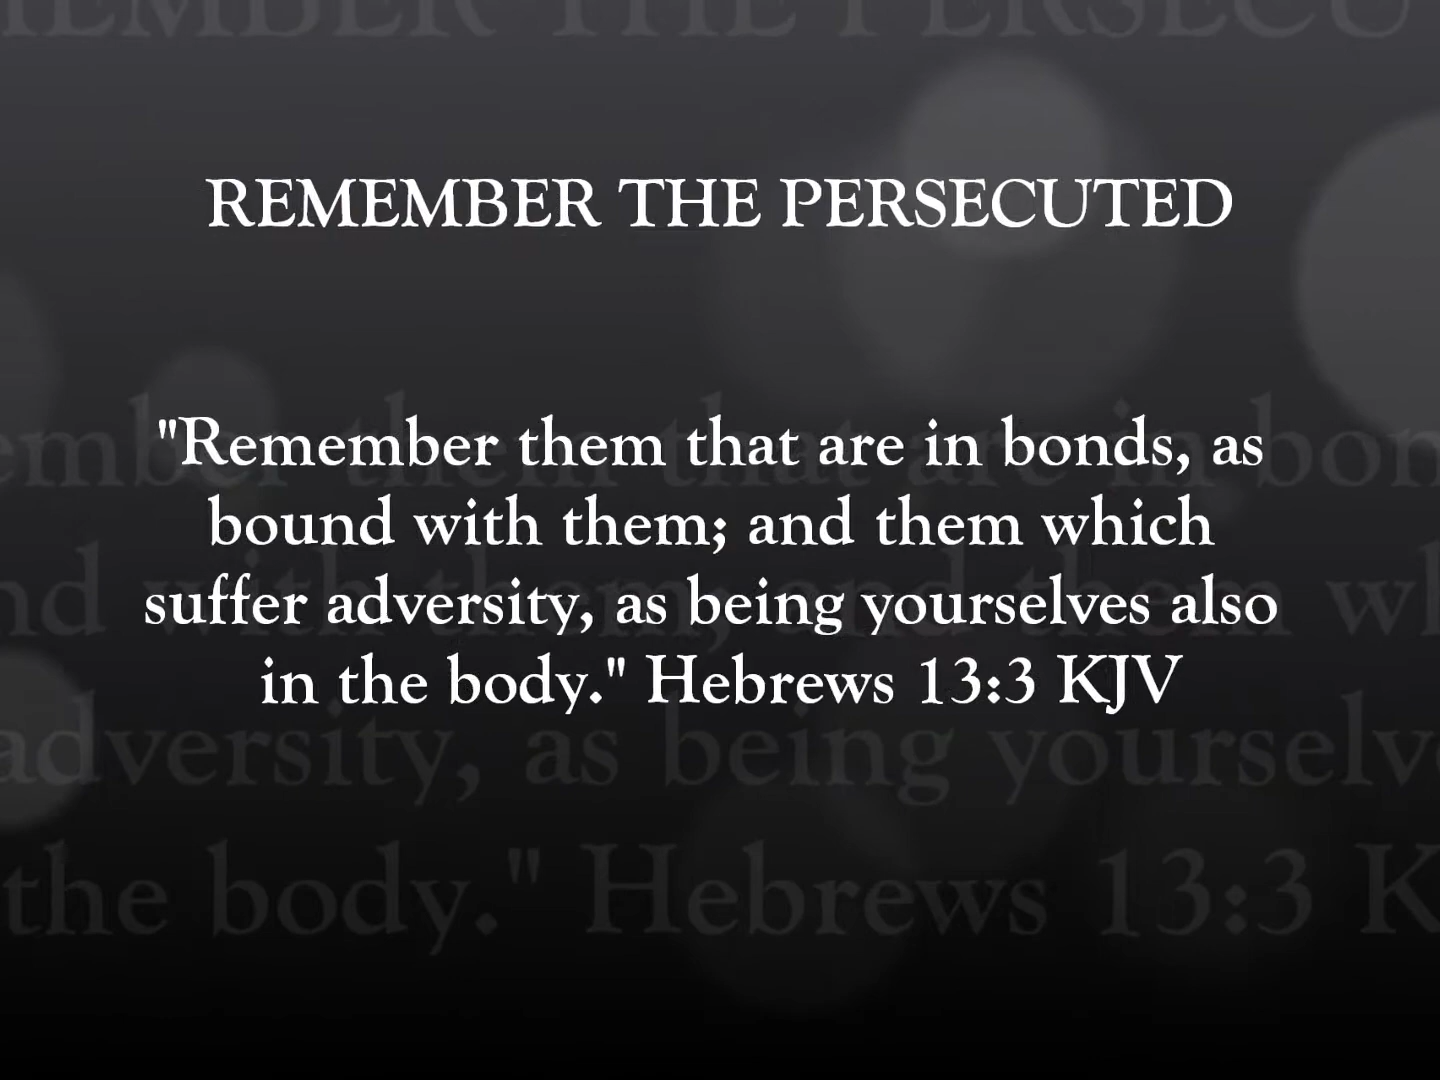 REMEMBER THE PERSECUTED
"Remember them that are in bonds, as
bound with them; and them which
suffer adversity, as being yourselves also
in the body." Hebrews 13:3 KJV